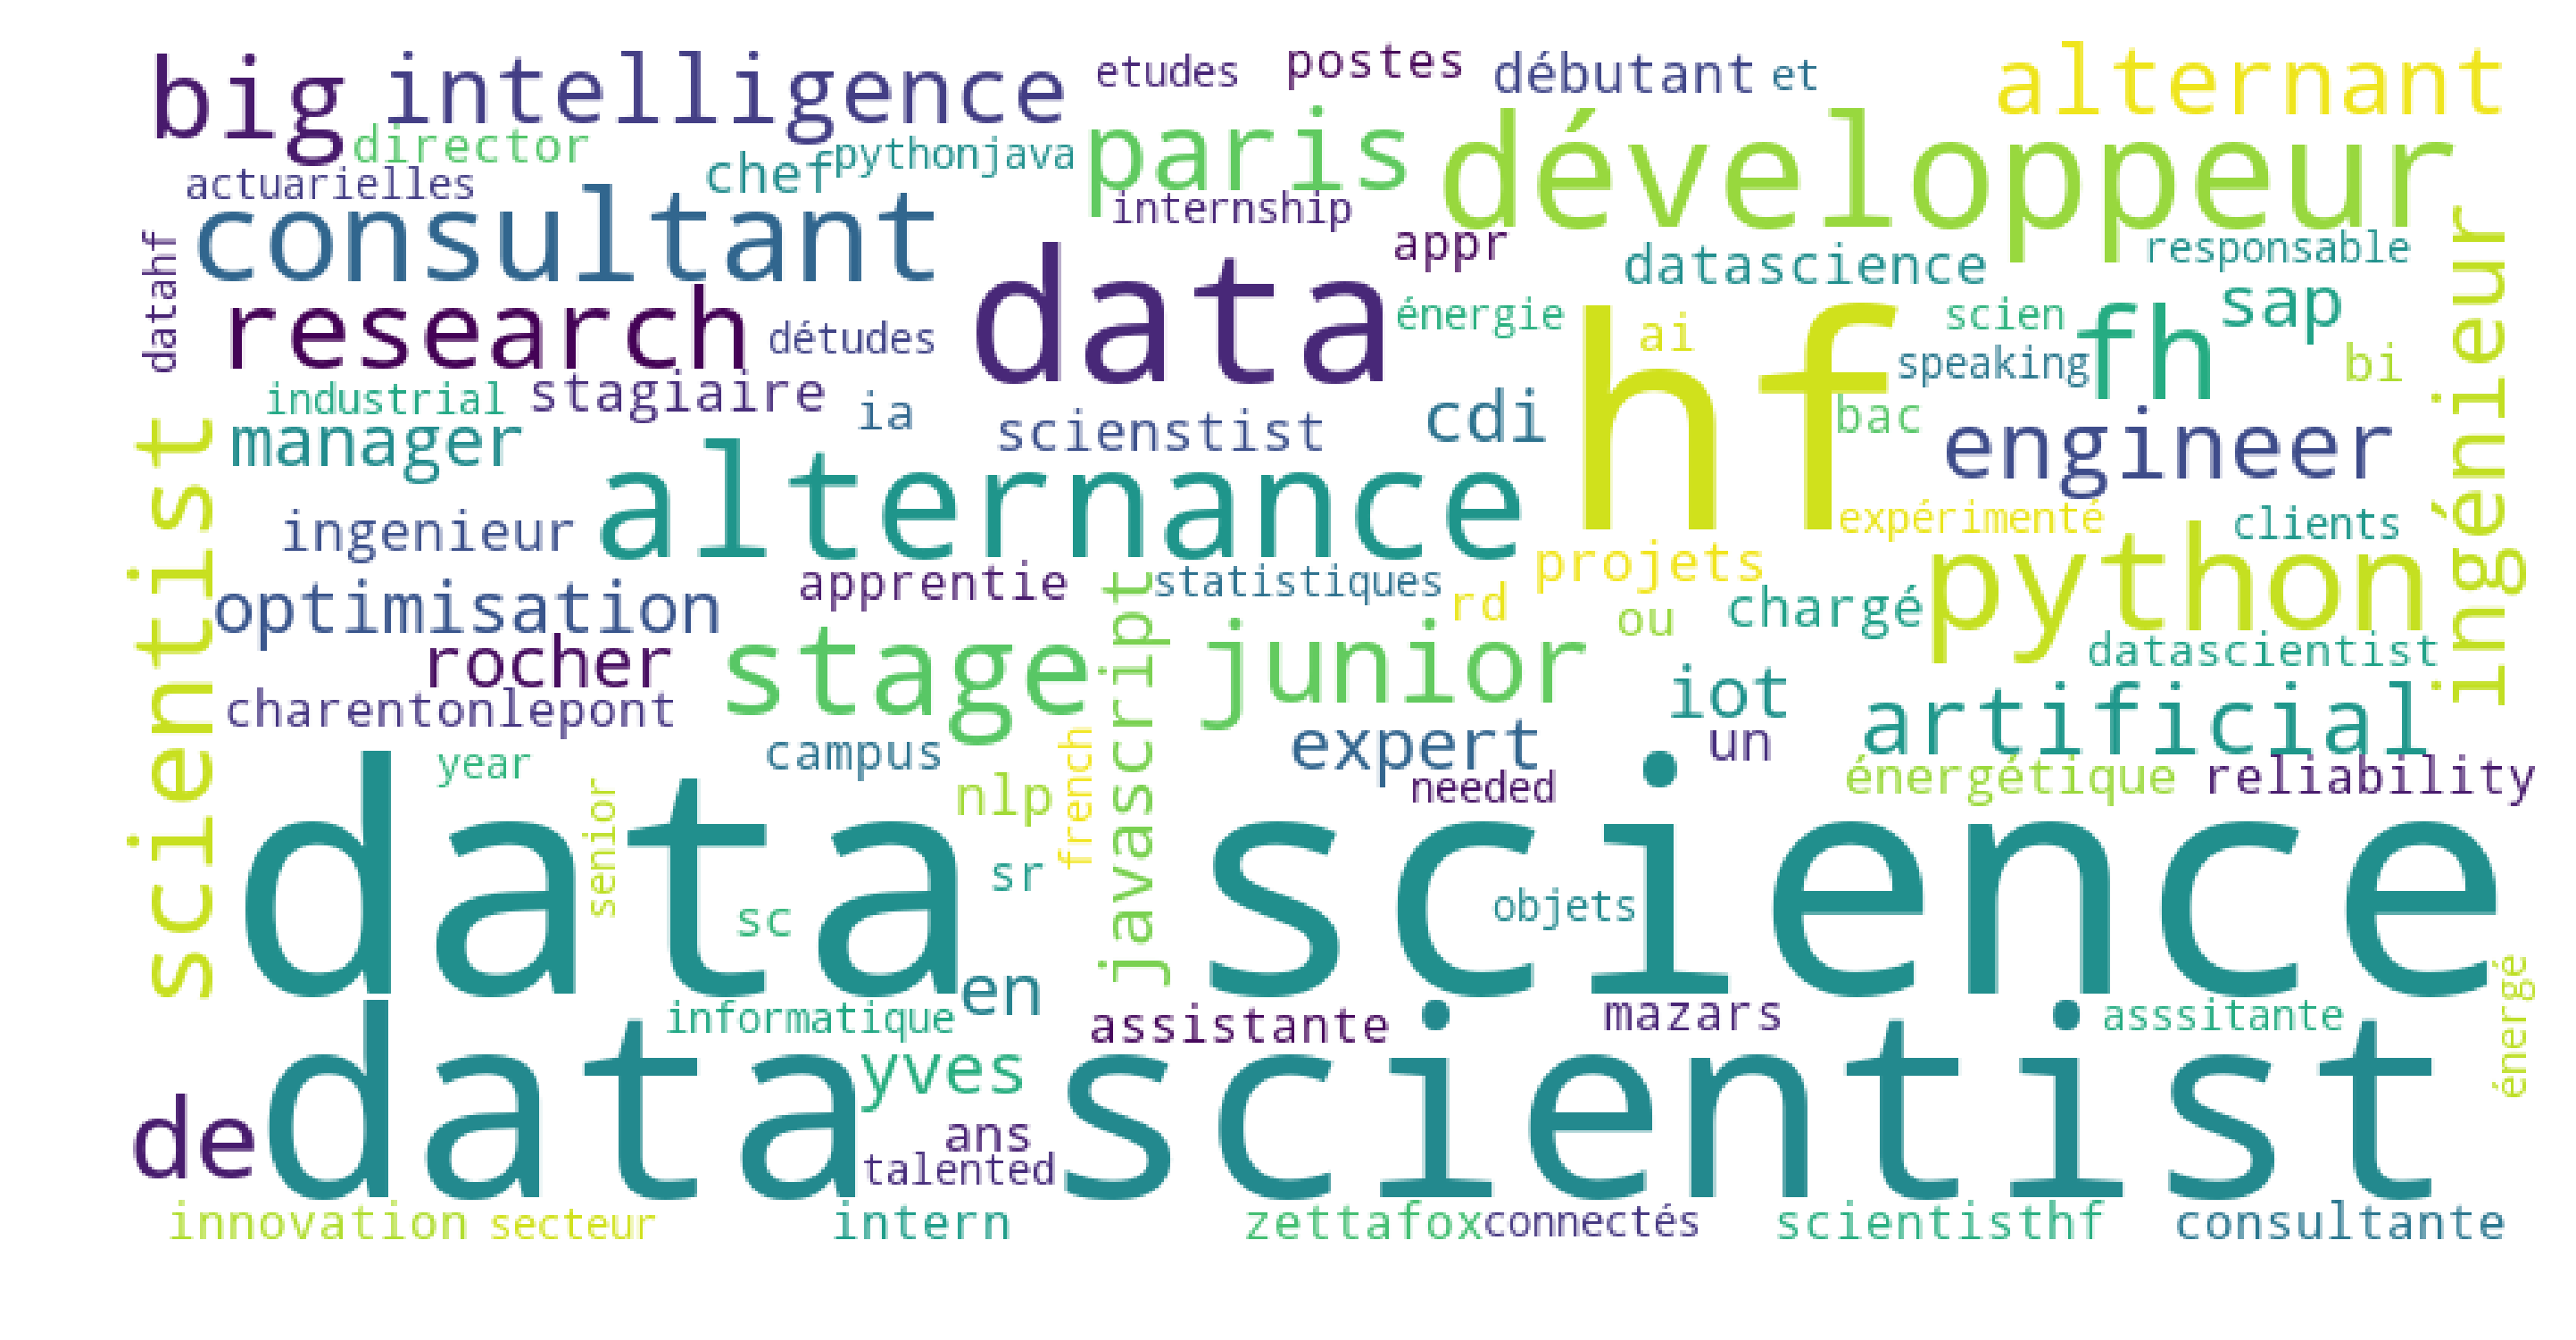 big
intelligence
etudes
postes
débutant
et
alternant
director
chef
pythonjava
paris
développeur
actuarielles
internship
consultant
appr
datascience
responsable
ingénieur
datahf
research
détudes
data
énergie
hf
ai
scien
fh
sap
speaking
bi
industrial
stagiaire
ia
scienstist
cdi
bac
engineer
scientist
manager
alternance
expérimenté
clients
ingenieur
projets
python
optimisation
apprentie
javascript
statistiques
rd
ou
chargé
datascientist
rocher
stage
junior
iot
artificial
charentonlepont
year
campus
french
expert
un
needed
énergétique
reliability
senior
nlp
data science
sr
sc
objets
en
énergé
informatique
assistante
mazars
asssitante
yves
data scientist
de
ans
talented
innovation
secteur
intern
zettafox
connectés
scientisthf
consultante